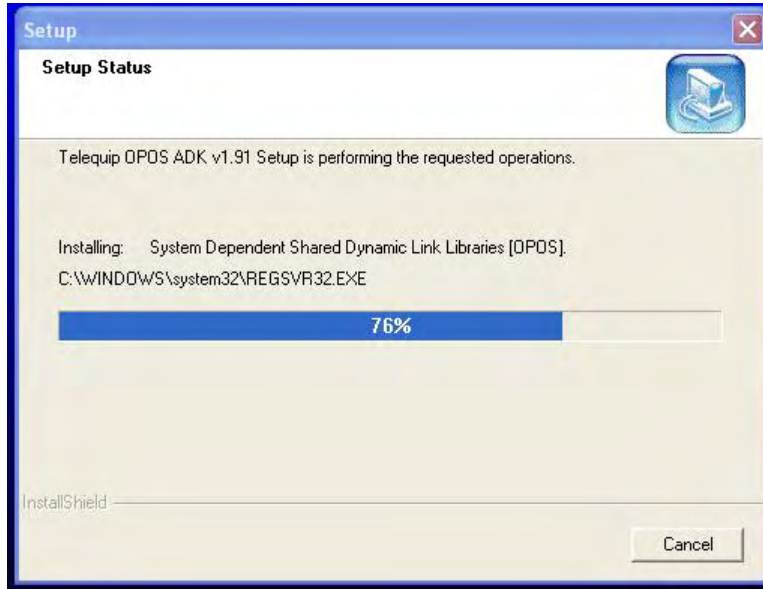 Setup
Setup Status
Telequip OPOS ADK v1.91 Setup is performing the requested operations.
Installing: System Dependent Shared Dynamic Link Libraries [OPOS].
C:\WINDOWS\system32\REGSVR32.EXE
76%
InstallShield
Cancel